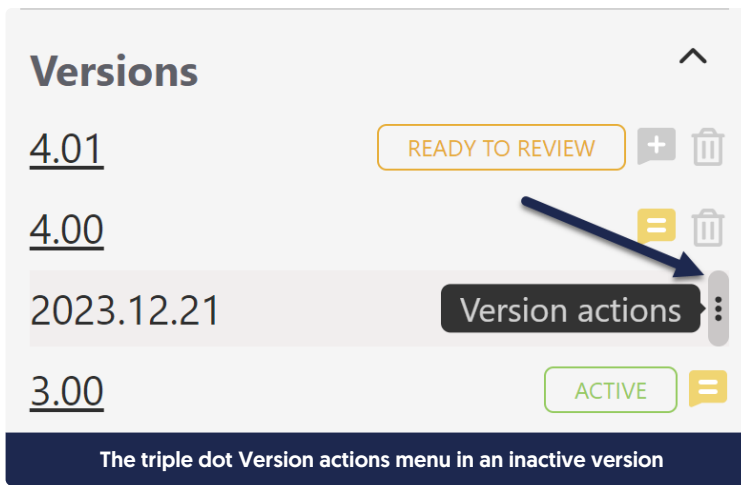 Versions
4.01 READY TO REVIEW
4.00
2023.12.21 Version actions
3.00 ACTIVE
The triple dot Version actions menu in an inactive version